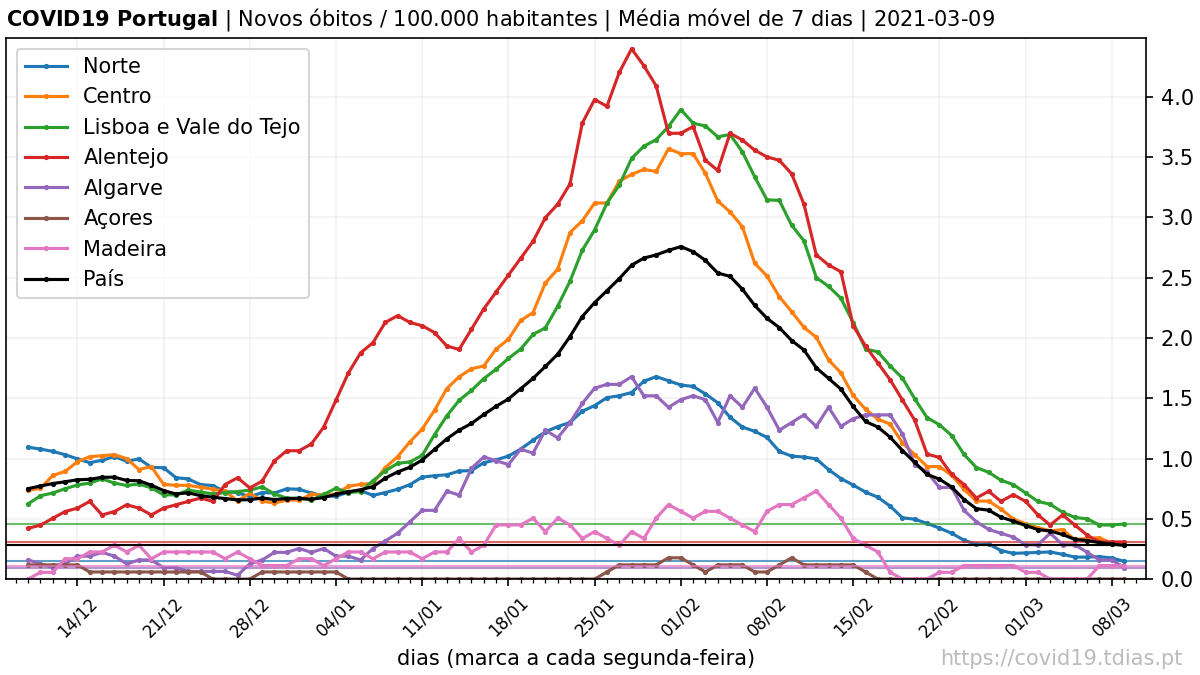 COVID19 Portugal | Novos óbitos / 100.000 habitantes | Média móvel de 7 dias | 2021-03-09
Norte
Centro
Lisboa e Vale do Tejo
Alentejo
Algarve
Açores
Madeira
País
4.0
3.5
3.0
2.5
2.0
1.5
1.0
0.5
0.0
14/12 21/12 28/12 04/01 11/01 18/01 25/01 01/02 08/02 15/02 22/02 01/03 08/03
dias (marca a cada segunda-feira)
https://covid19.tdias.pt